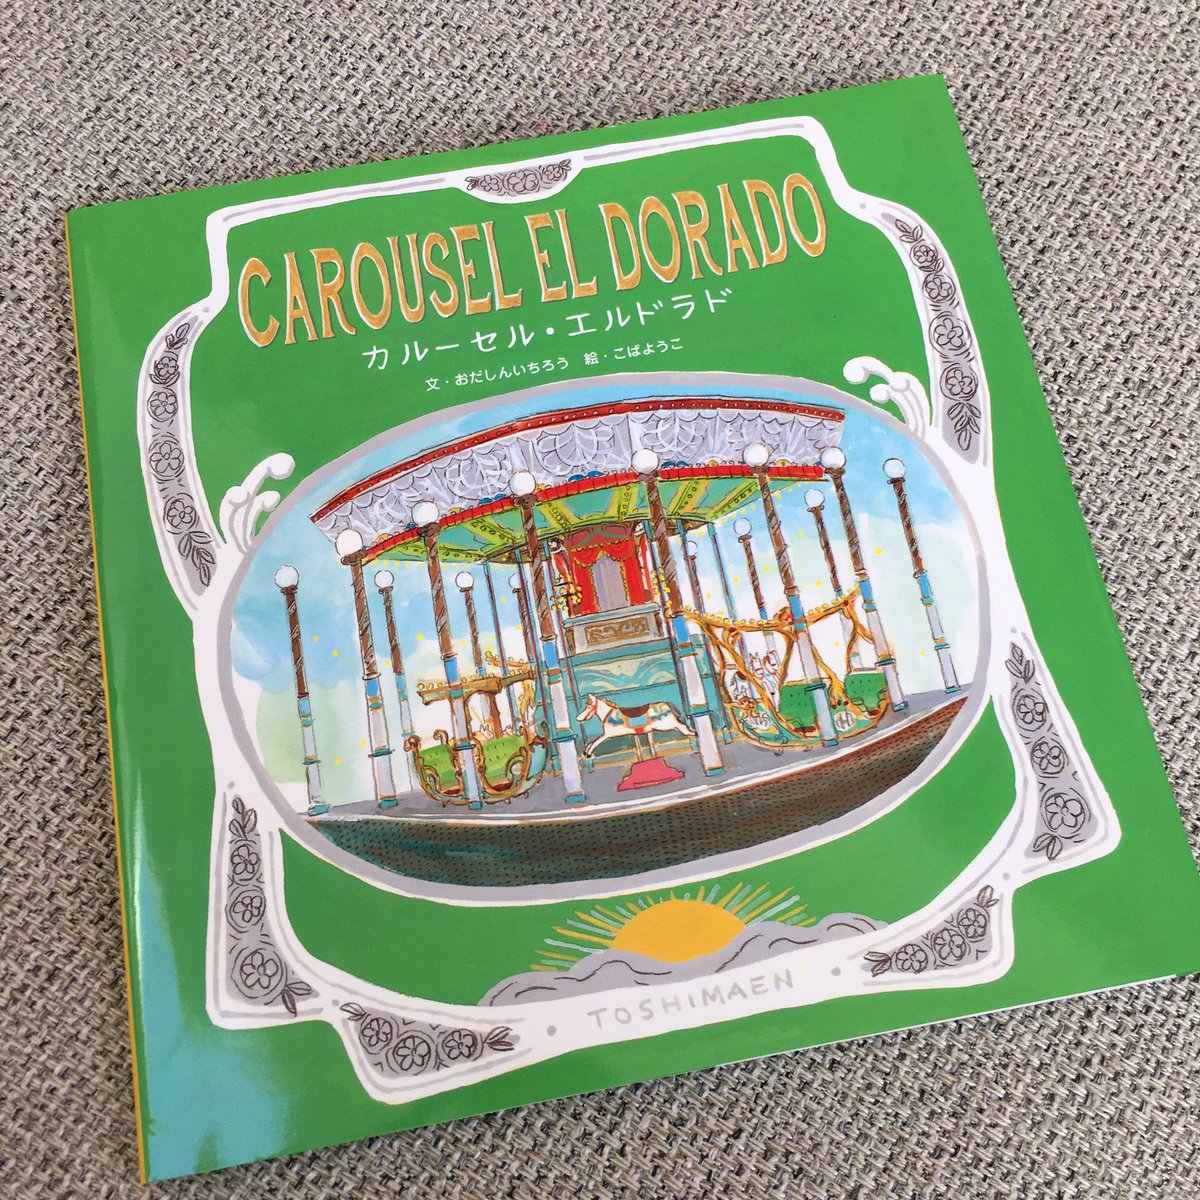 CAROUSEL EL DORADO
カルーセル・エルドラド
文・おだしんいちろう 絵・こばようこ
• TOSHIMAEN •